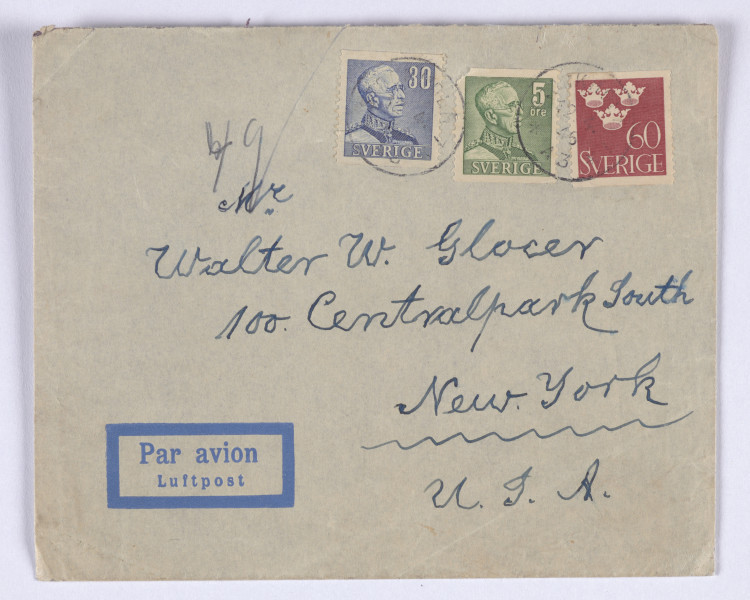 30
SVERIGE
5
öre
SVERIGE
60
SVERIGE
49
Mr
Walter W. Glocer
100. Centralpark South
New. York
U. S. A.
Par avion
Luftpost